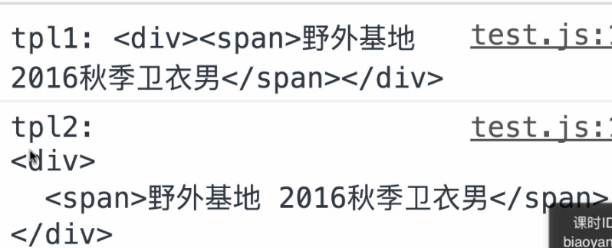 tpl1: <div><span>野外基地 test.js:
2016秋季卫衣男</span></div>
tpl2: test.js:
<div>
<span>野外基地 2016秋季卫衣男</span>
</div>
课时ID
biaoyan